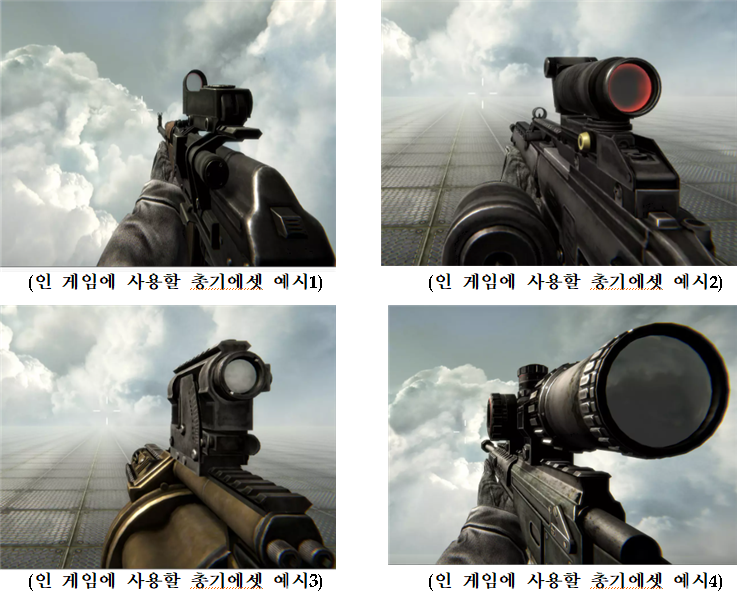 (인 게임에 사용할 총기에셋 예시1)
(인 게임에 사용할 총기에셋 예시2)
(인 게임에 사용할 총기에셋 예시3)
(인 게임에 사용할 총기에셋 예시4)